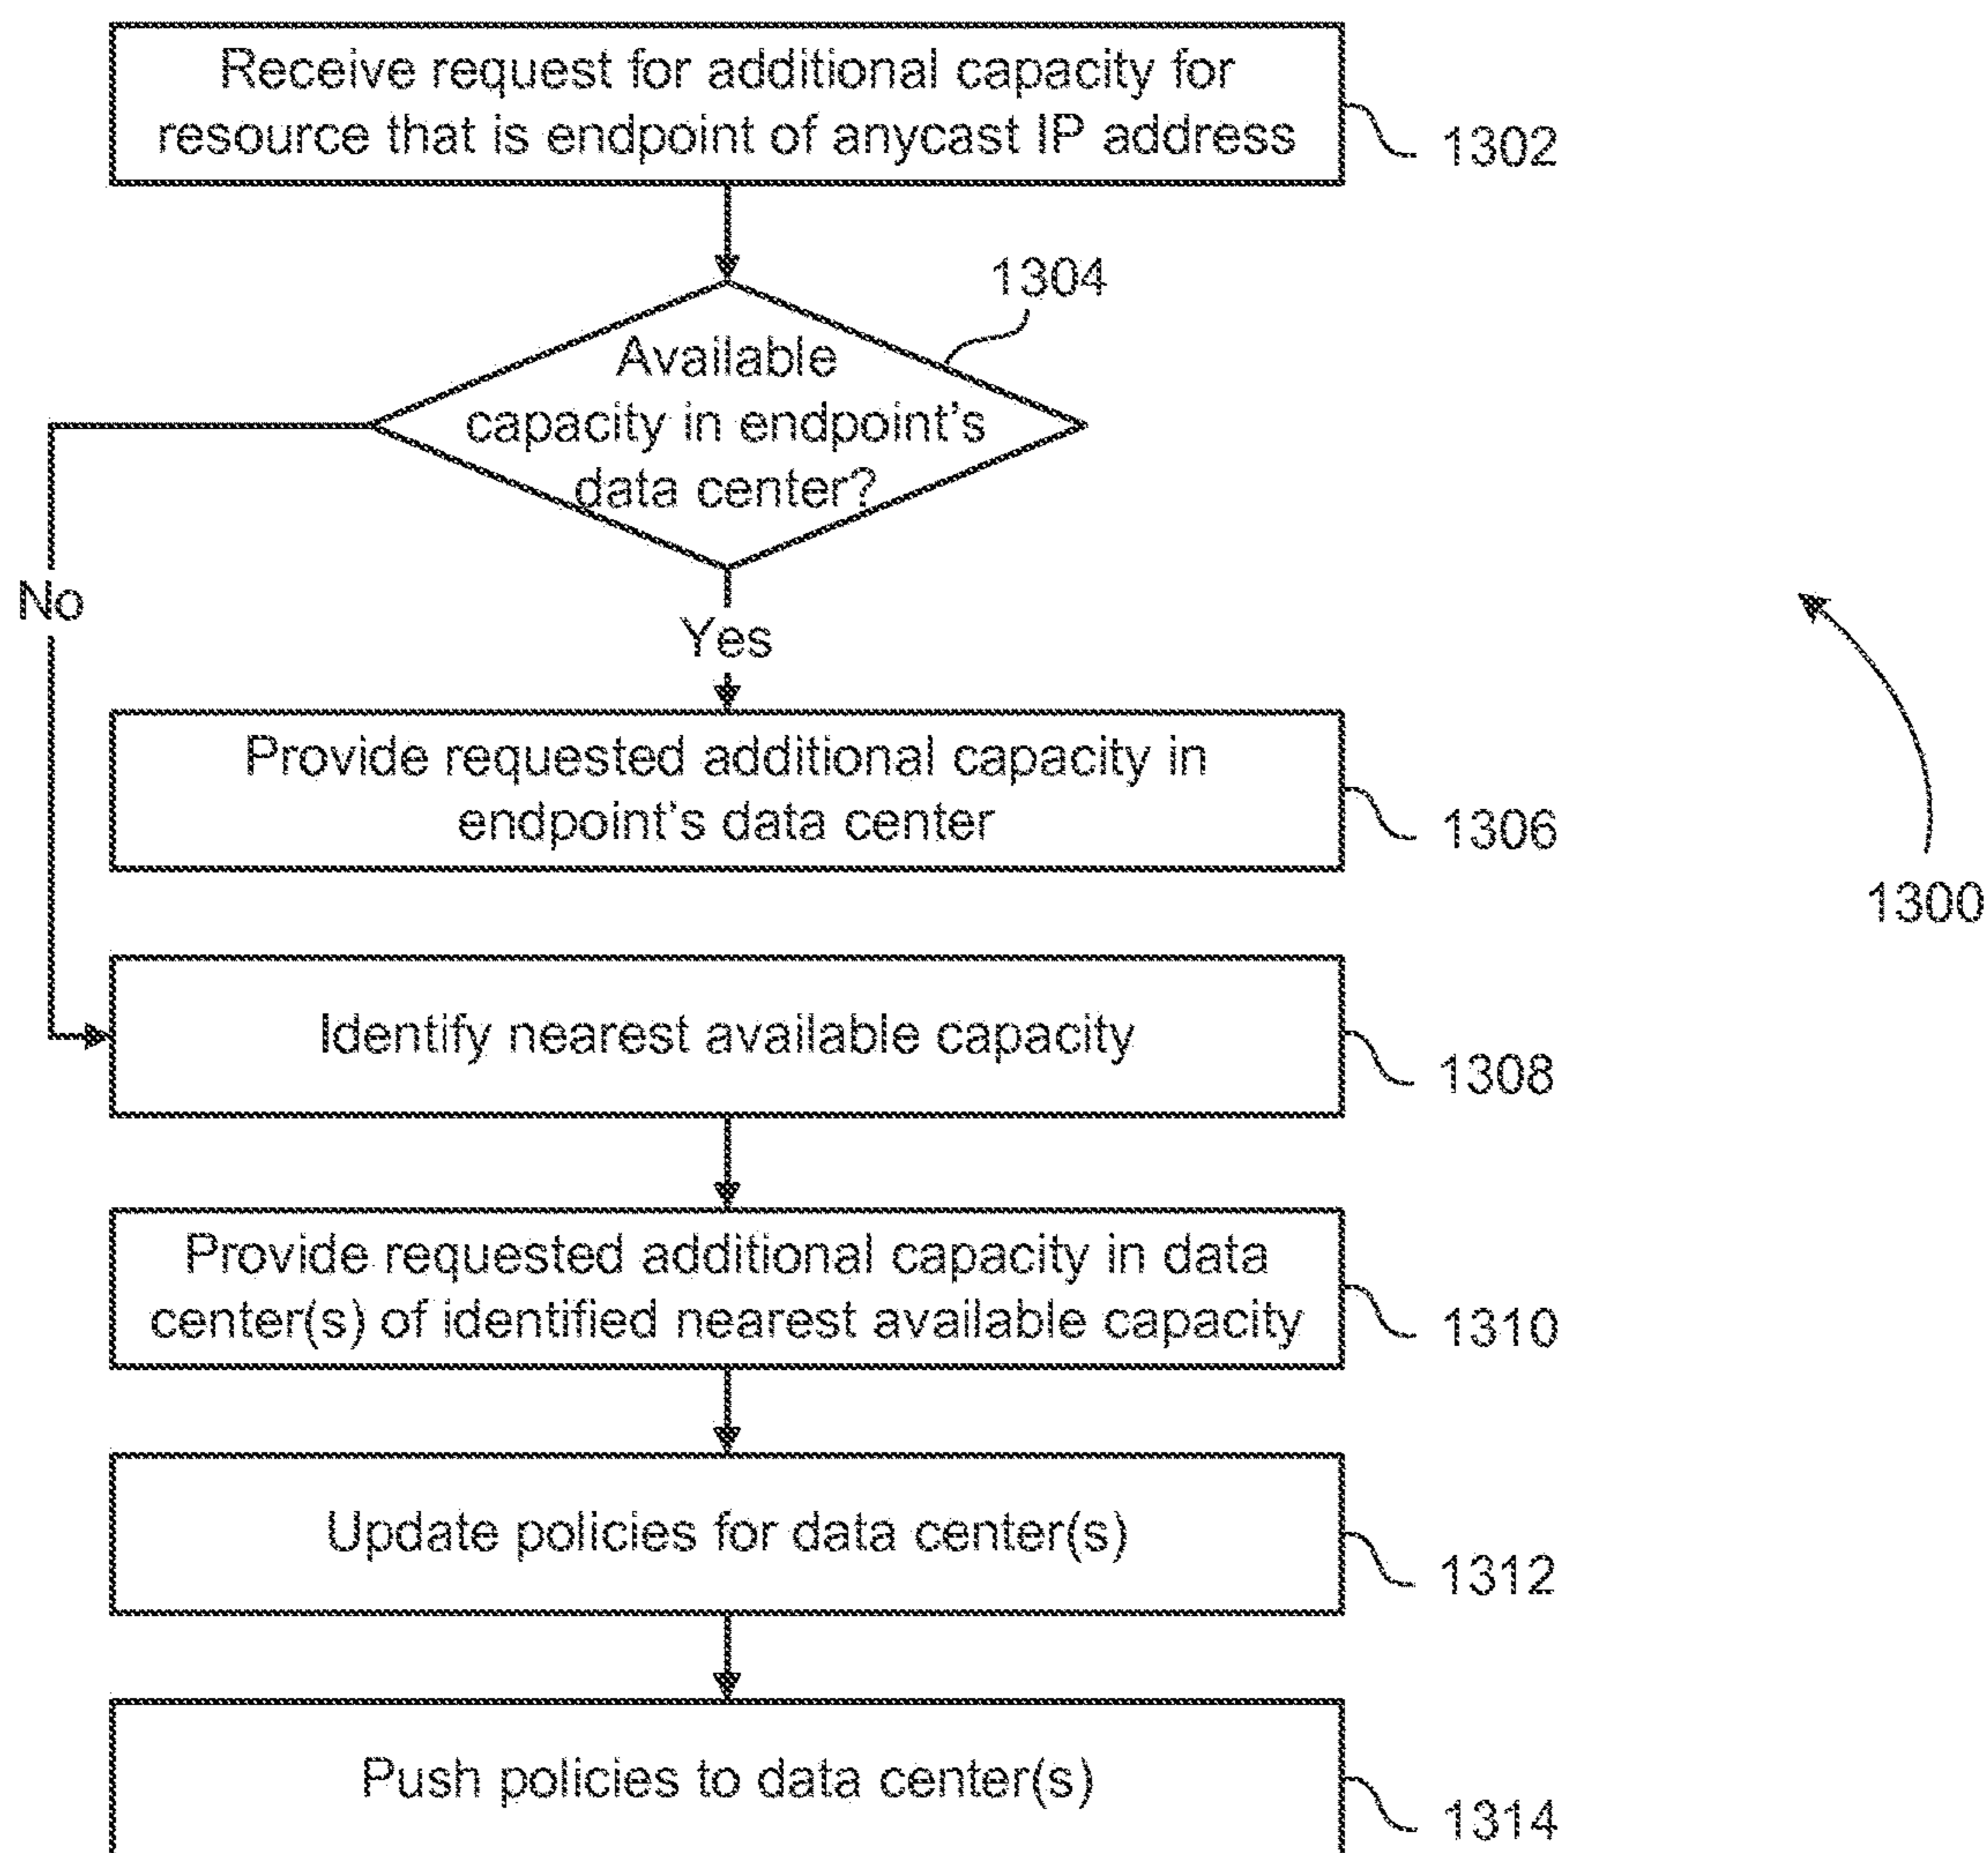 Receive request for additional capacity for
resource that is endpoint of anycast IP address
1302
1304
Available
capacity in endpoint's
data center?
No
Yes
Provide requested additional capacity in
endpoint's data center
1306
1300
Identify nearest available capacity
1308
Provide requested additional capacity in data
center(s) of identified nearest available capacity
1310
Update policies for data center(s)
1312
Push policies to data center(s)
1314